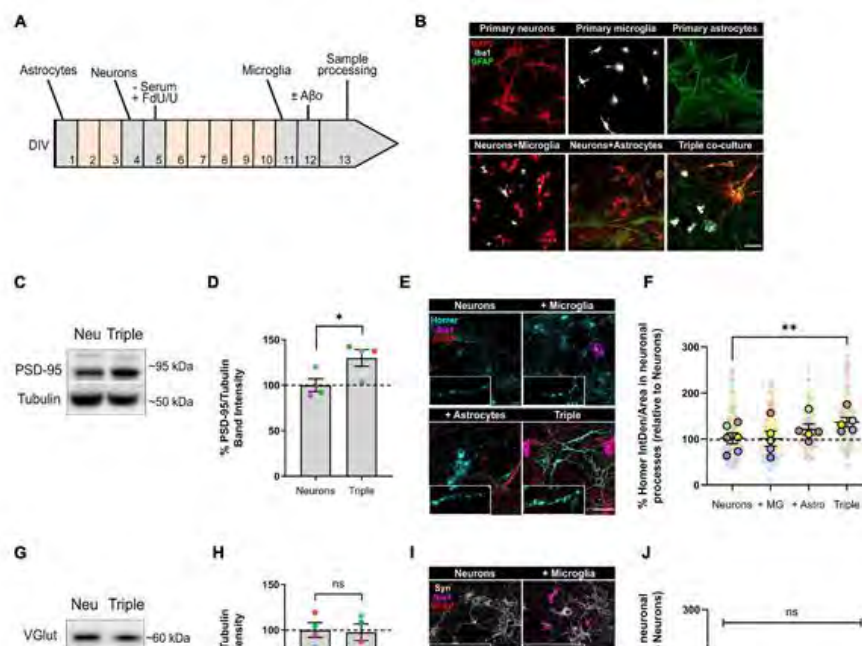 A
Astrocytes
Neurons
- Serum
+ FdU/U
Microglia
± Aβo
Sample
processing
DIV
1 2 3 4 5 6 7 8 9 10 11 12 13
B
Primary neurons
Primary microglia
Primary astrocytes
Iba1
GFAP
Neurons+Microglia
Neurons+Astrocytes
Triple co-culture
C
Neu Triple
PSD-95
~95 kDa
Tubulin
~50 kDa
D
*
% PSD-95/Tubulin
Band Intensity
150
100
50
0
Neurons
Triple
E
Neurons
+ Microglia
Homer
Iba1
+ Astrocytes
Triple
F
**
% Homer IntDen/Area in neuronal
processes (relative to Neurons)
300
200
100
0
Neurons
+ MG
+ Astro
Triple
G
Neu Triple
VGlut
~60 kDa
H
ns
Tubulin
150
100
I
Neurons
+ Microglia
Syn
Iba1
J
ns
neuronal
Neurons)
300